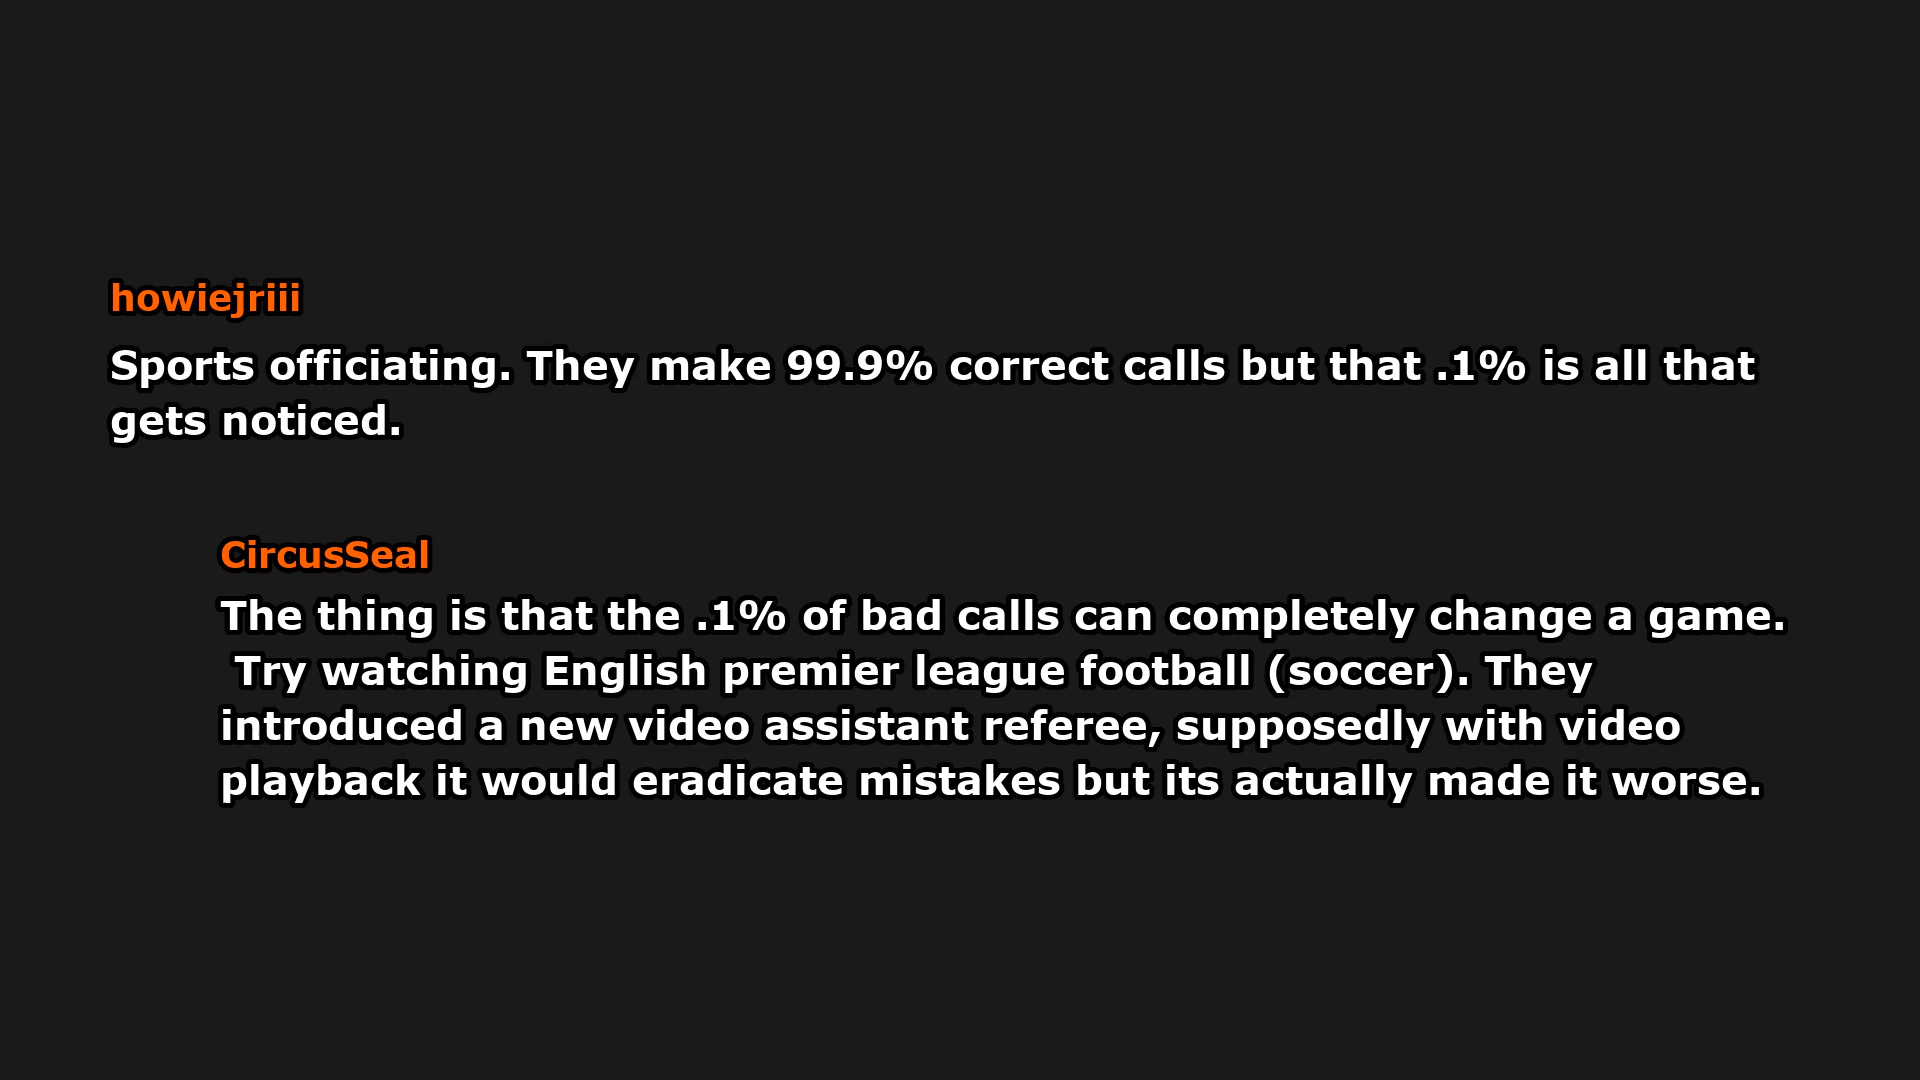 howiejriii
Sports officiating. They make 99.9% correct calls but that .1% is all that
gets noticed.
CircusSeal
The thing is that the .1% of bad calls can completely change a game.
Try watching English premier league football (soccer). They
introduced a new video assistant referee, supposedly with video
playback it would eradicate mistakes but its actually made it worse.